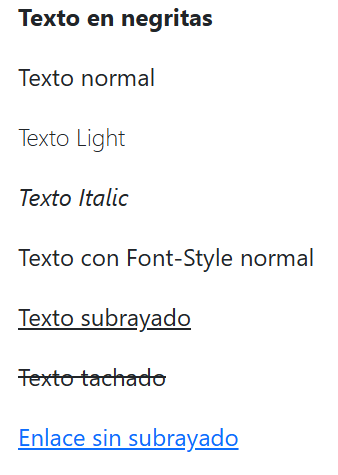 Texto en negritas
Texto normal
Texto Light
Texto Italic
Texto con Font-Style normal
Texto subrayado
Texto tachado
Enlace sin subrayado